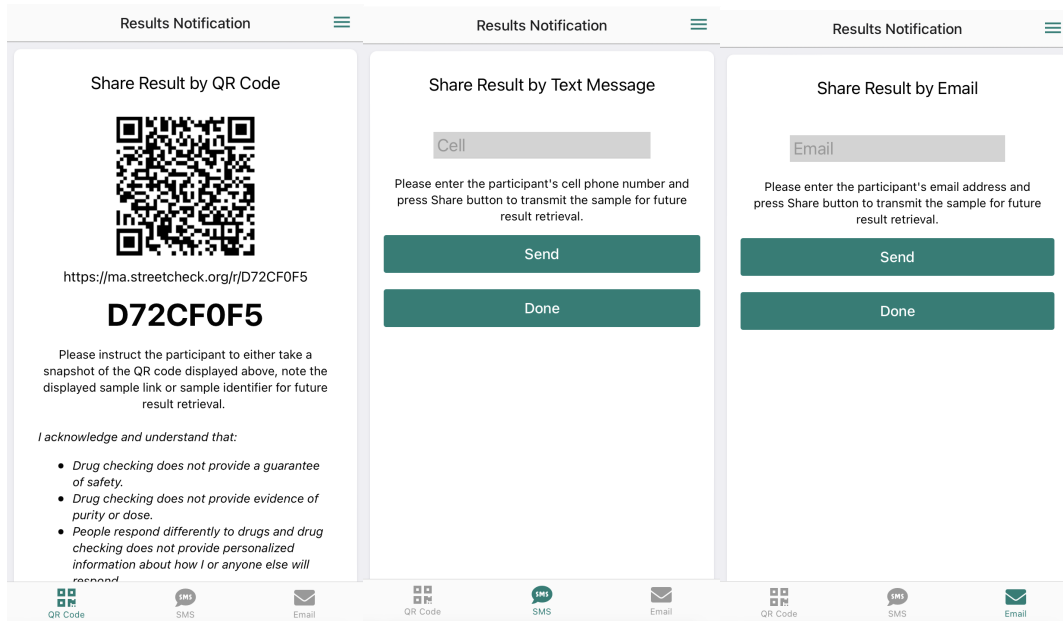 Results Notification
Share Result by QR Code
https://ma.streetcheck.org/r/D72CF0F5
D72CF0F5
Please instruct the participant to either take a
snapshot of the QR code displayed above, note the
displayed sample link or sample identifier for future
result retrieval.
I acknowledge and understand that:
• Drug checking does not provide a guarantee
of safety.
• Drug checking does not provide evidence of
purity or dose.
• People respond differently to drugs and drug
checking does not provide personalized
information about how I or anyone else will
respond
QR Code
SMS
SMS
Email
Results Notification
Share Result by Text Message
Cell
Please enter the participant's cell phone number and
press Share button to transmit the sample for future
result retrieval.
Send
Done
QR Code
SMS
SMS
Email
Results Notification
Share Result by Email
Email
Please enter the participant's email address and
press Share button to transmit the sample for future
result retrieval.
Send
Done
QR Code
SMS
SMS
Email